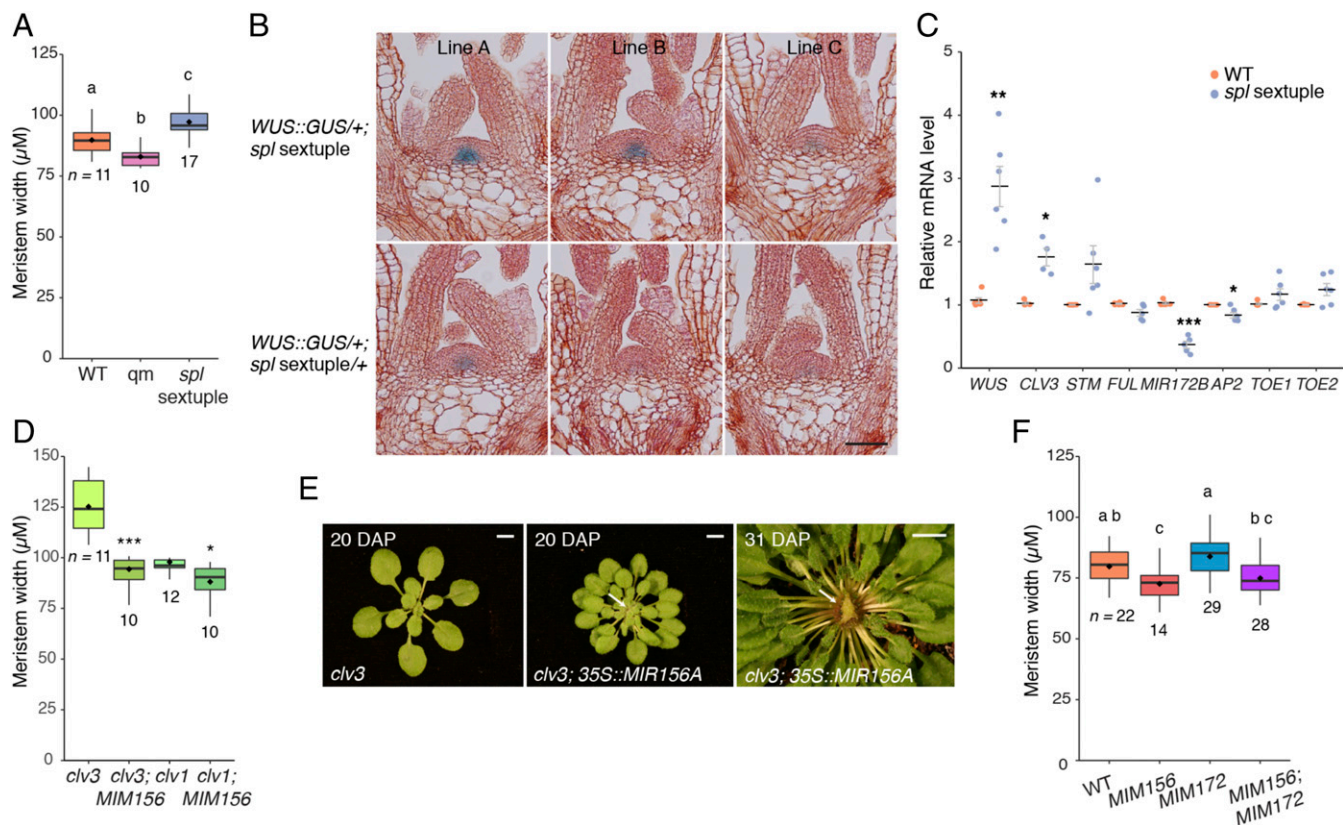 A
125
100
75
50
25
0
Meristem width (µM)
a
b
c
n = 11
10
17
WT
qm
spl
sextuple
B
Line A
Line B
Line C
WUS::GUS/+;
spl sextuple
WUS::GUS/+;
spl sextuple/+
C
5
4
3
2
1
0
Relative mRNA level
WT
spl sextuple
**
*
***
*
WUS
CLV3
STM
FUL
MIR172B
AP2
TOE1
TOE2
D
150
125
100
75
50
25
0
Meristem width (µM)
n = 11
***
10
12
*
10
clv3
clv3;
MIM156
clv1
clv1;
MIM156
E
20 DAP
clv3
20 DAP
clv3; 35S::MIR156A
31 DAP
clv3; 35S::MIR156A
F
125
100
75
50
25
0
Meristem width (µM)
a b
c
a
b c
n = 22
14
29
28
WT
MIM156
MIM172
MIM156;
MIM172